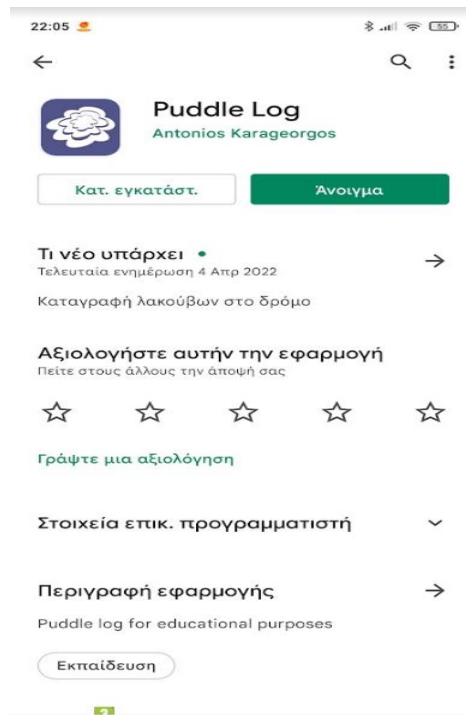 22:05
55
Puddle Log
Antonios Karageorgos
Κατ. εγκατάστ.
Άνοιγμα
Τι νέο υπάρχει
Τελευταία ενημέρωση 4 Απρ 2022
Καταγραφή λακούβων στο δρόμο
Αξιολογήστε αυτήν την εφαρμογή
Πείτε στους άλλους την άποψή σας
Γράψτε μια αξιολόγηση
Στοιχεία επικ. προγραμματιστή
Περιγραφή εφαρμογής
Puddle log for educational purposes
Εκπαίδευση
3